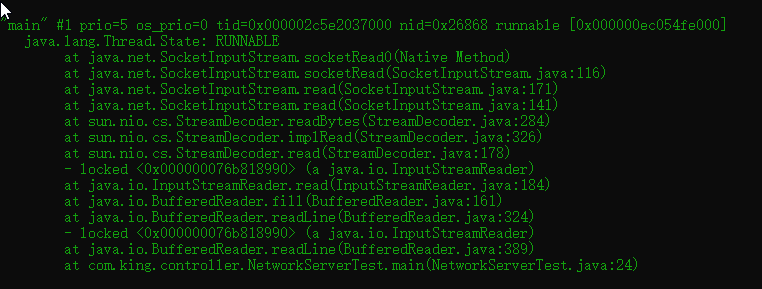 "main" #1 prio=5 os_prio=0 tid=0x000002c5e2037000 nid=0x26868 runnable [0x000000ec054fe000]
java.lang.Thread.State: RUNNABLE
at java.net.SocketInputStream.socketRead0(Native Method)
at java.net.SocketInputStream.socketRead(SocketInputStream.java:116)
at java.net.SocketInputStream.read(SocketInputStream.java:171)
at java.net.SocketInputStream.read(SocketInputStream.java:141)
at sun.nio.cs.StreamDecoder.readBytes(StreamDecoder.java:284)
at sun.nio.cs.StreamDecoder.implRead(StreamDecoder.java:326)
at sun.nio.cs.StreamDecoder.read(StreamDecoder.java:178)
- locked <0x000000076b818990> (a java.io.InputStreamReader)
at java.io.InputStreamReader.read(InputStreamReader.java:184)
at java.io.BufferedReader.fill(BufferedReader.java:161)
at java.io.BufferedReader.readLine(BufferedReader.java:324)
- locked <0x000000076b818990> (a java.io.InputStreamReader)
at java.io.BufferedReader.readLine(BufferedReader.java:389)
at com.king.controller.NetworkServerTest.main(NetworkServerTest.java:24)